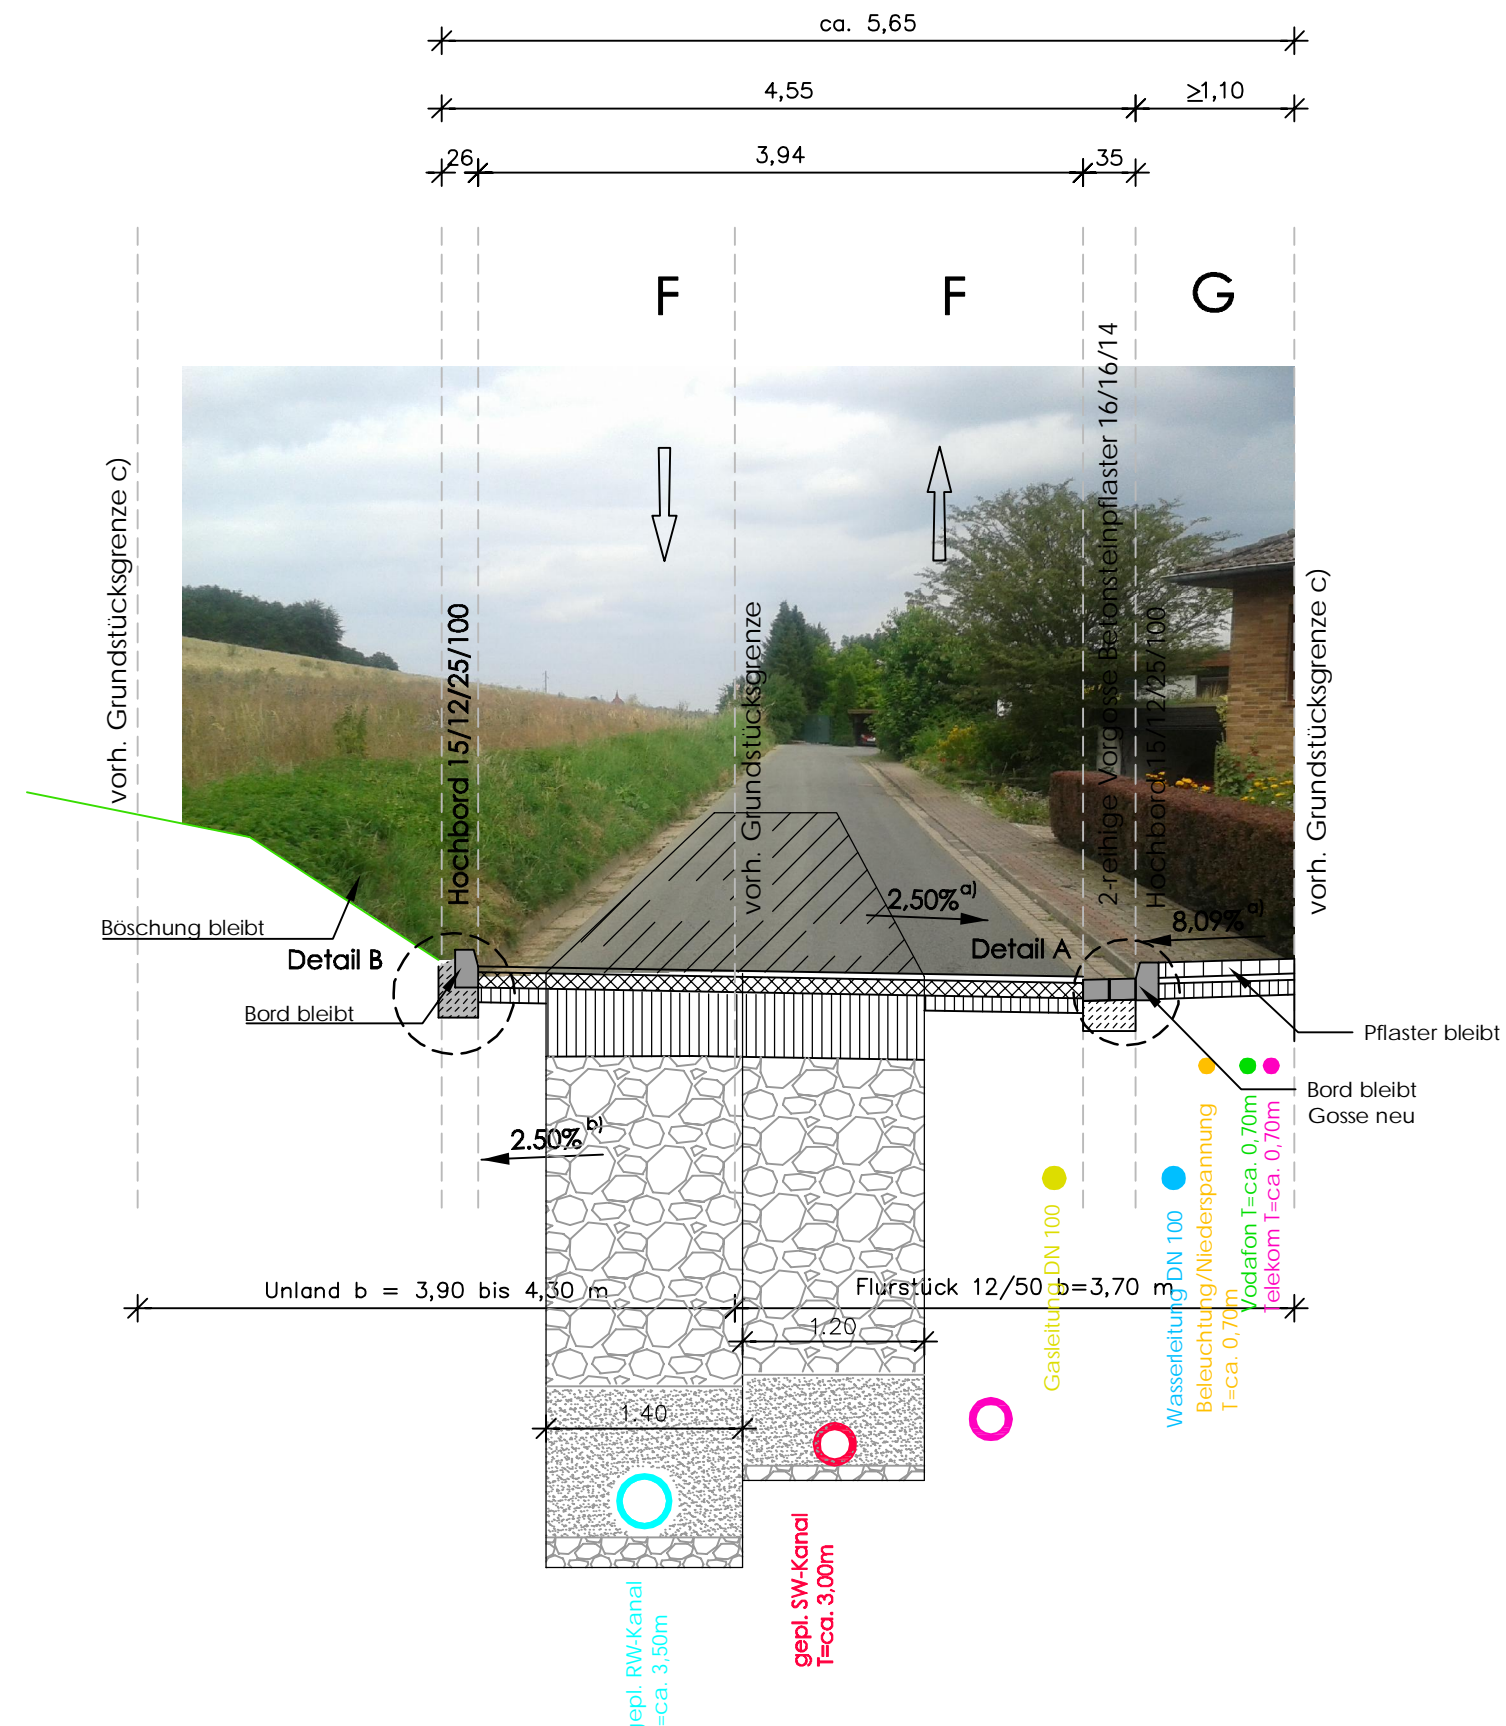 ca. 5,65
4,55
≥1,10
26
3,94
35
F
F
G
vorh. Grundstücksgrenze c)
Hochbord 15/12/25/100
vorh. Grundstücksgrenze
2-reihige Vorgosse Betonsteinpflaster 16/16/14
Hochbord 15/12/25/100
vorh. Grundstücksgrenze c)
2,50% a)
8,09% a)
Böschung bleibt
Detail B
Detail A
Bord bleibt
Pflaster bleibt
Bord bleibt
Gosse neu
2.50% b)
Unland b = 3,90 bis 4,30 m
Flurstück 12/50 b=3,70 m
1.20
1.40
Gasleitung DN 100
Wasserleitung DN 100
Beleuchtung/Niederspannung
T=ca. 0,70m
Vodafon T=ca. 0,70m
Telekom T=ca. 0,70m
gepl. SW-Kanal
T=ca. 3,00m
gepl. RW-Kanal
=ca. 3,50m